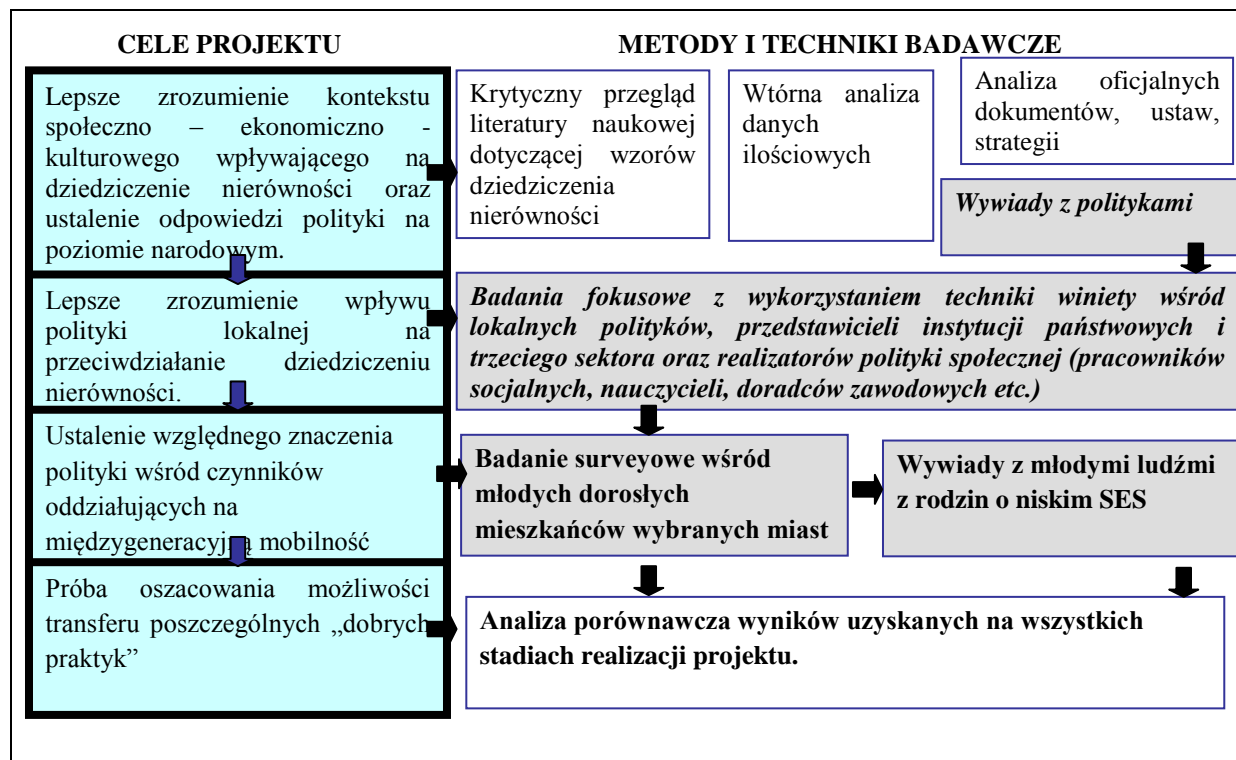 CELE PROJEKTU
METODY I TECHNIKI BADAWCZE
Lepsze zrozumienie kontekstu
społeczno – ekonomiczno -
kulturowego wpływającego na
dziedziczenie nierówności oraz
ustalenie odpowiedzi polityki na
poziomie narodowym.
Krytyczny przegląd
literatury naukowej
dotyczącej wzorów
dziedziczenia
nierówności
Wtórna analiza
danych
ilościowych
Analiza oficjalnych
dokumentów, ustaw,
strategii
Wywiady z politykami
Lepsze zrozumienie wpływu
polityki lokalnej na
przeciwdziałanie dziedziczeniu
nierówności.
Badania fokusowe z wykorzystaniem techniki winiety wśród
lokalnych polityków, przedstawicieli instytucji państwowych i
trzeciego sektora oraz realizatorów polityki społecznej (pracowników
socjalnych, nauczycieli, doradców zawodowych etc.)
Ustalenie względnego znaczenia
polityki wśród czynników
oddziałujących na
międzygeneracyjną mobilność
Badanie surveyowe wśród
młodych dorosłych
mieszkańców wybranych miast
Wywiady z młodymi ludźmi
z rodzin o niskim SES
Próba oszacowania możliwości
transferu poszczególnych „dobrych
praktyk”
Analiza porównawcza wyników uzyskanych na wszystkich
stadiach realizacji projektu.